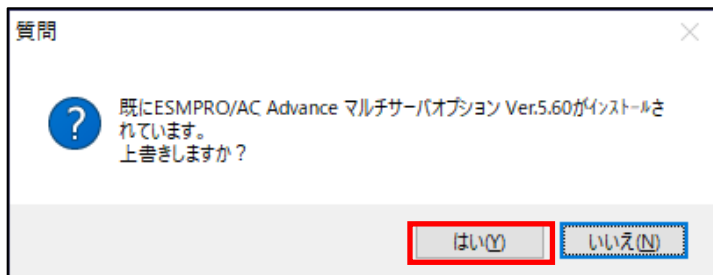 質問
既にESMPRO/AC Advance マルチサーバオプション Ver.5.60がｲﾝｽﾄｰﾙさ
れています。
上書きしますか？
はい(Y)
いいえ(N)